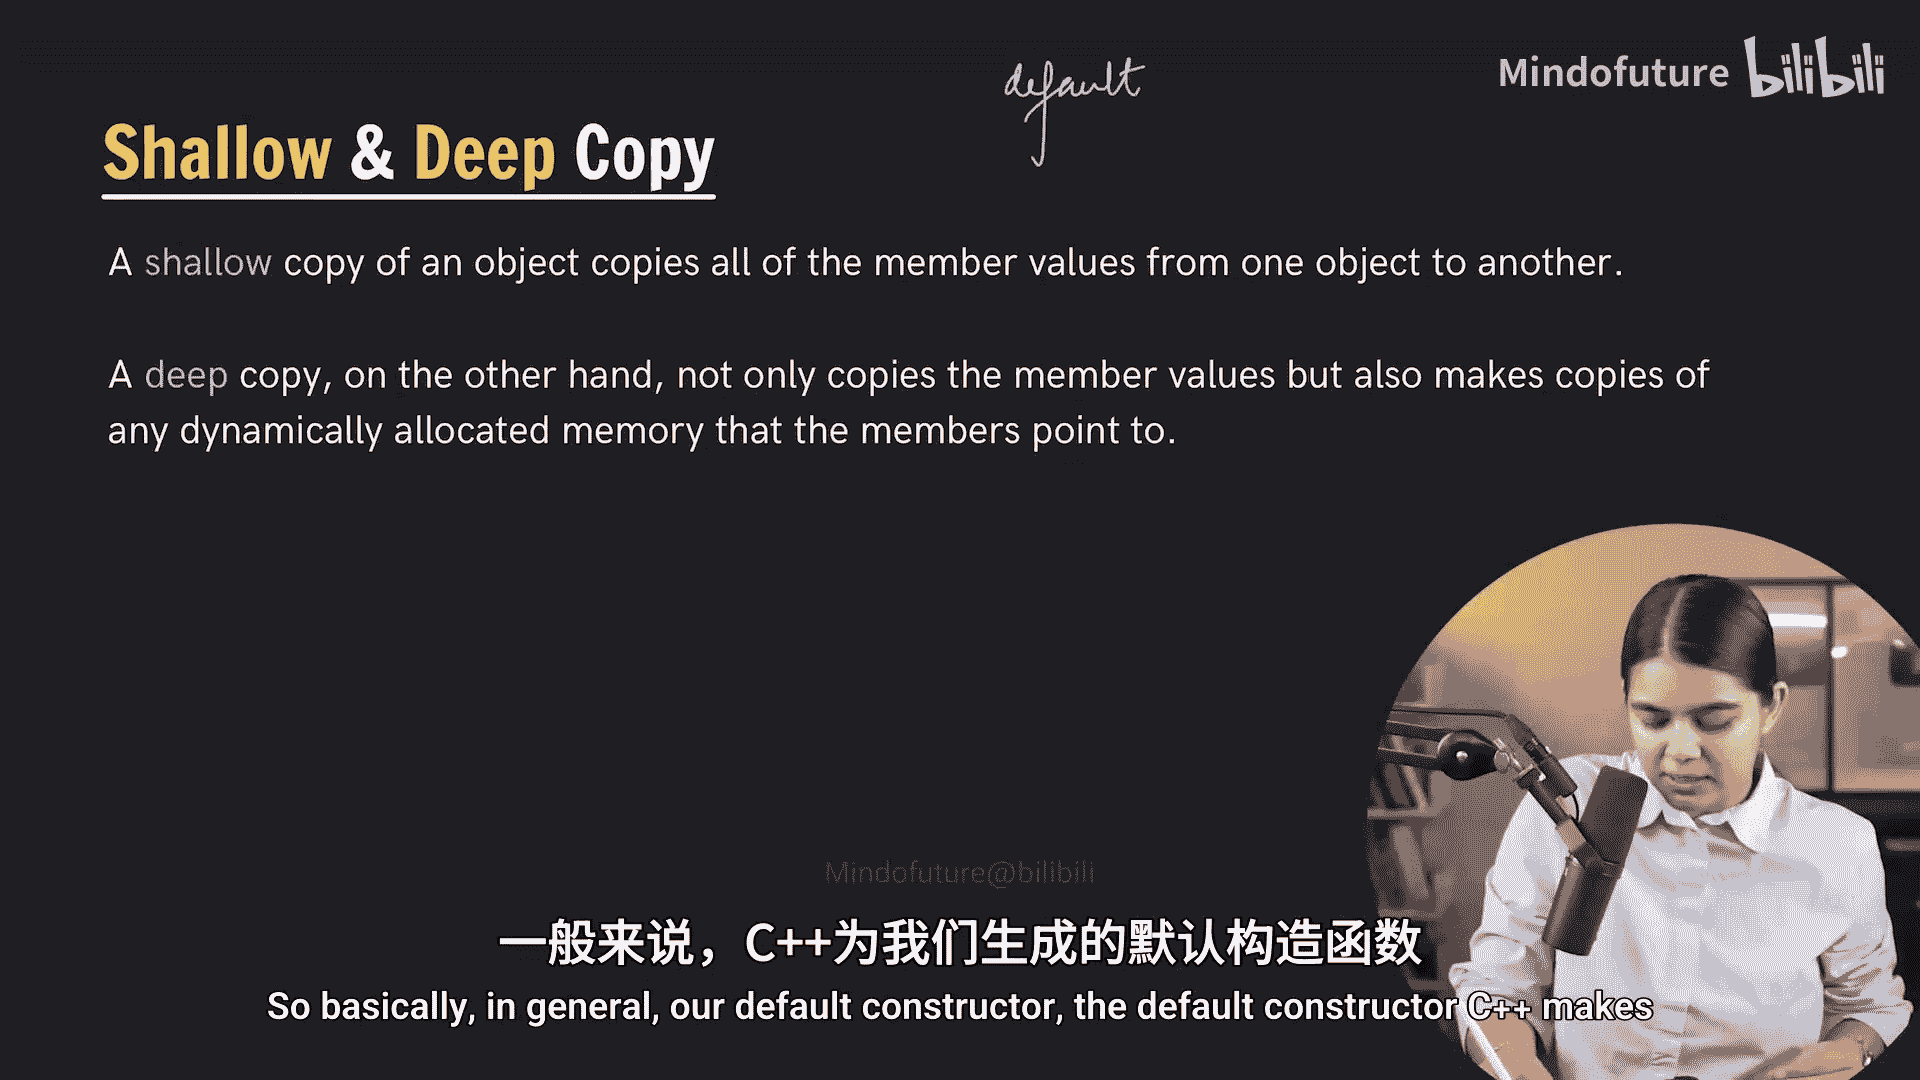 default
Mindofuture bilibili
Shallow & Deep Copy
A shallow copy of an object copies all of the member values from one object to another.
A deep copy, on the other hand, not only copies the member values but also makes copies of
any dynamically allocated memory that the members point to.
Mindofuture@bilibili
一般来说，C++为我们生成的默认构造函数
So basically, in general, our default constructor, the default constructor C++ makes